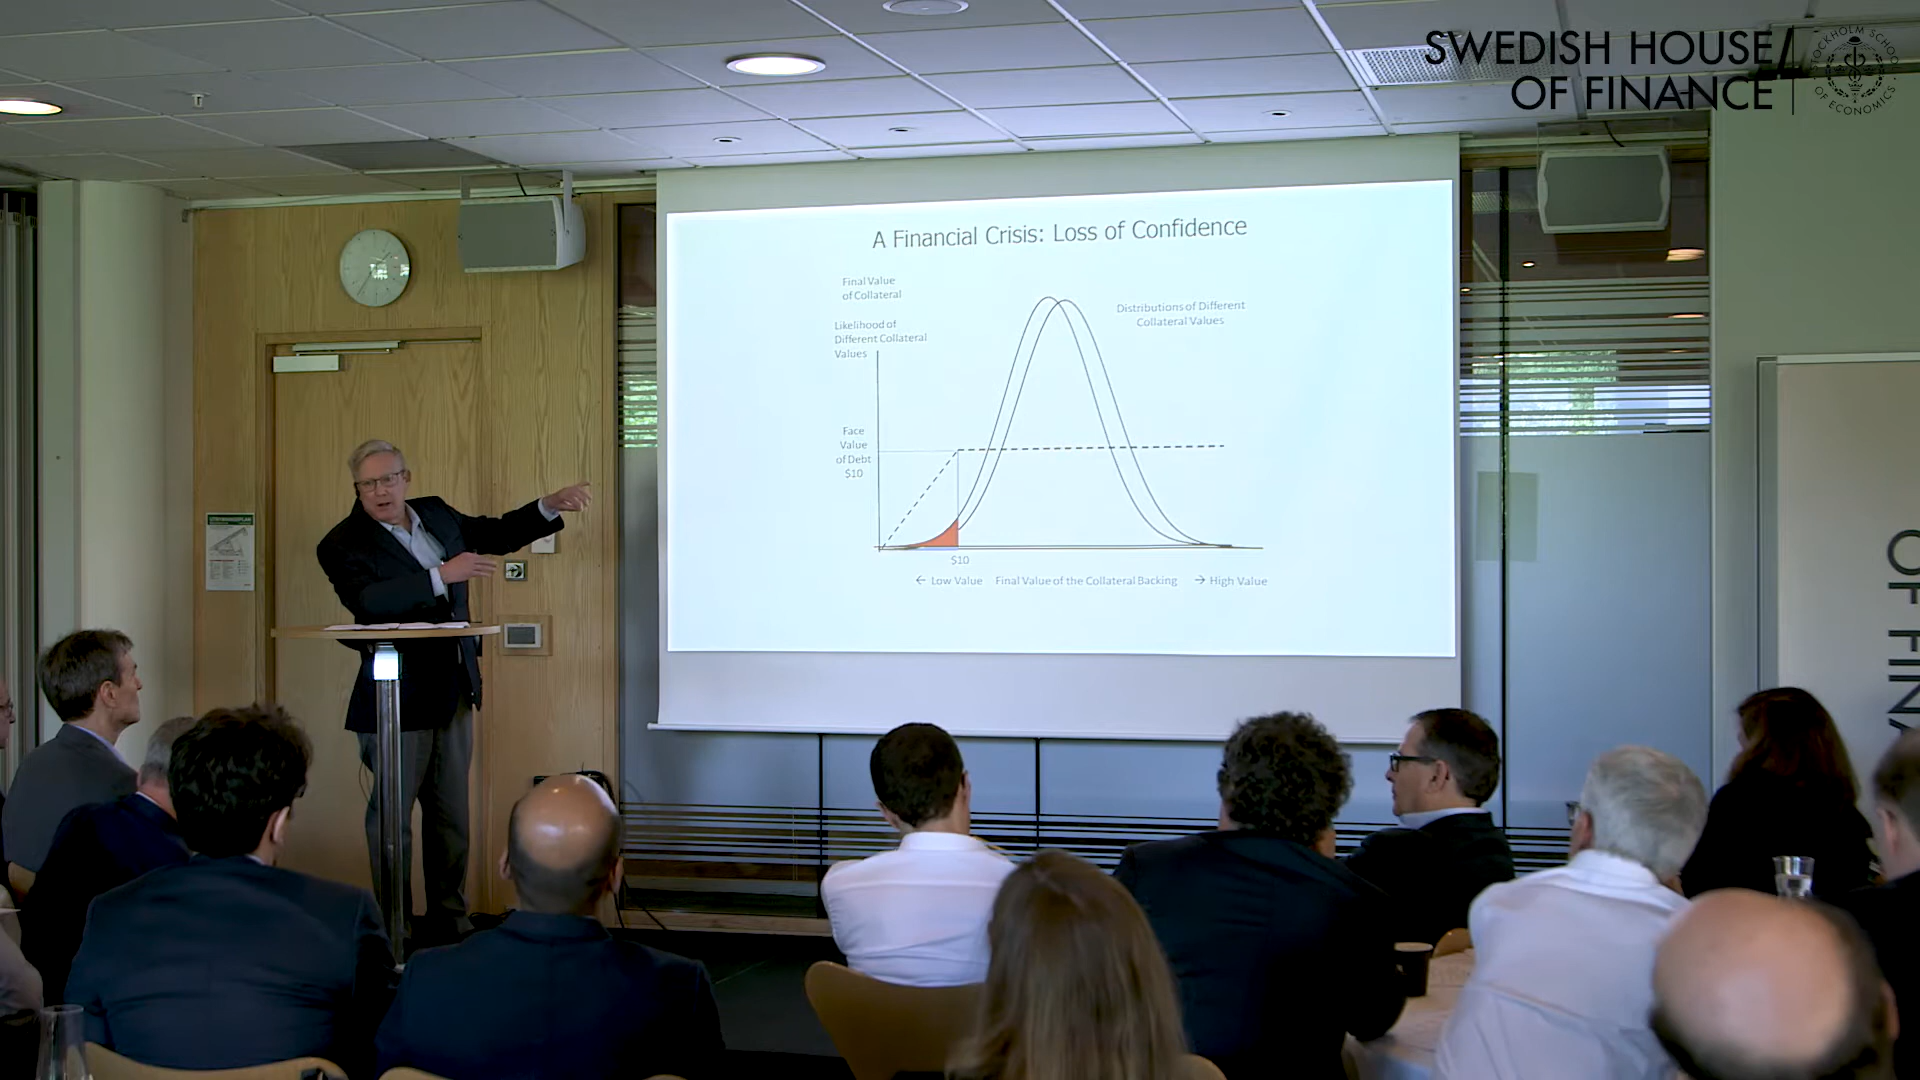 SWEDISH HOUSE
OF FINANCE
STOCKHOLM SCHOOL
OF ECONOMICS
A Financial Crisis: Loss of Confidence
Final Value
of Collateral
Likelihood of
Different Collateral
Values
Distributions of Different
Collateral Values
Face
Value
of Debt
$10
$10
← Low Value Final Value of the Collateral Backing → High Value
OF FINA